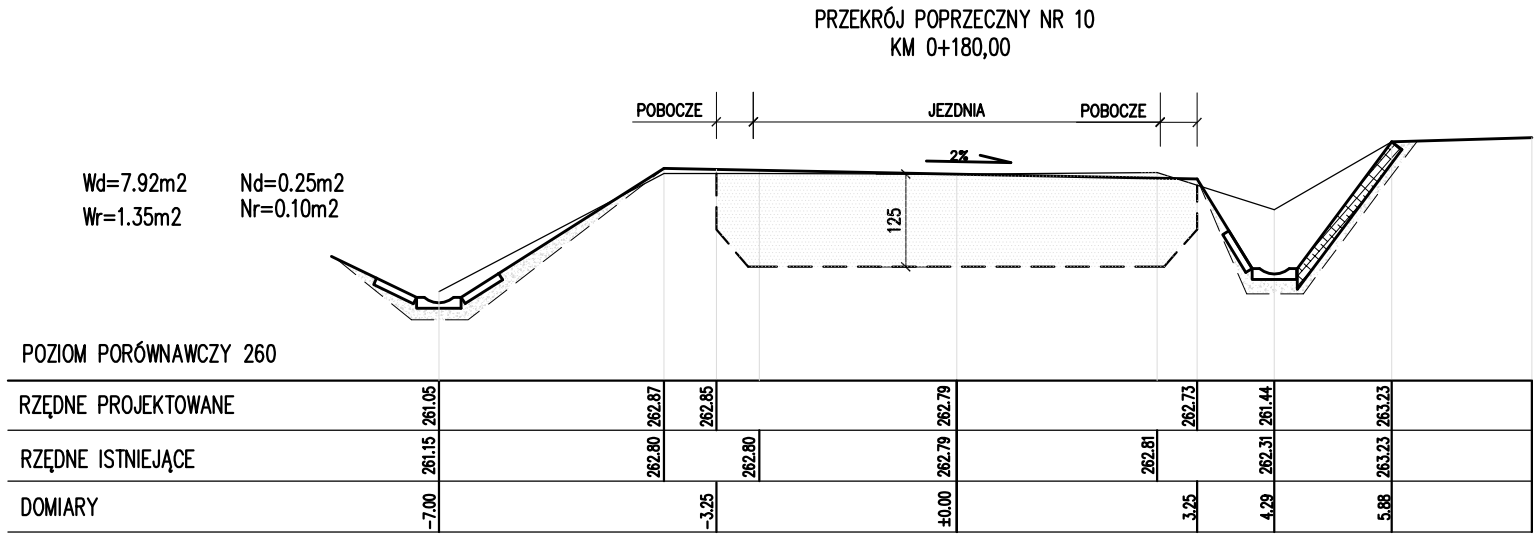 PRZEKRÓJ POPRZECZNY NR 10
KM 0+180,00
POBOCZE JEZDNIA POBOCZE
2%
Wd=7.92m2 Nd=0.25m2
Wr=1.35m2 Nr=0.10m2
125
POZIOM PORÓWNAWCZY 260
RZĘDNE PROJEKTOWANE 261.05 262.87 262.85 262.79 262.73 261.44 263.23
RZĘDNE ISTNIEJĄCE 261.15 262.80 262.80 262.79 262.81 262.31 263.23
DOMIARY -7.00 -3.25 ±0.00 3.25 4.29 5.88